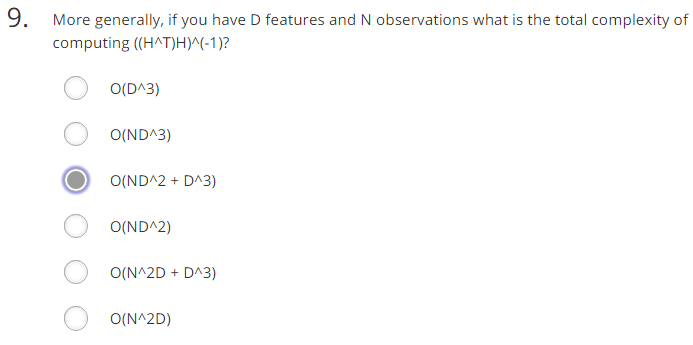 9. More generally, if you have D features and N observations what is the total complexity of
computing ((H^T)H)^(-1)?
O(D^3)
O(ND^3)
O(ND^2 + D^3)
O(ND^2)
O(N^2D + D^3)
O(N^2D)